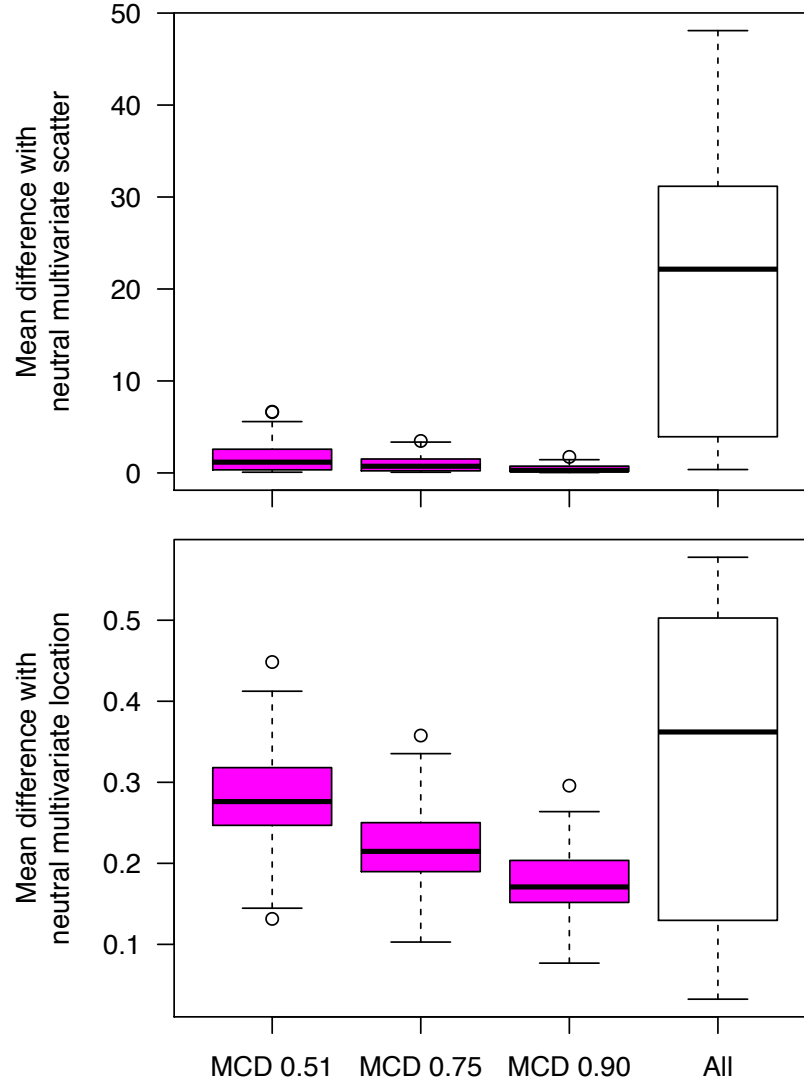 Mean difference with
neutral multivariate scatter
50
40
30
20
10
0
Mean difference with
neutral multivariate location
0.5
0.4
0.3
0.2
0.1
MCD 0.51 MCD 0.75 MCD 0.90 All